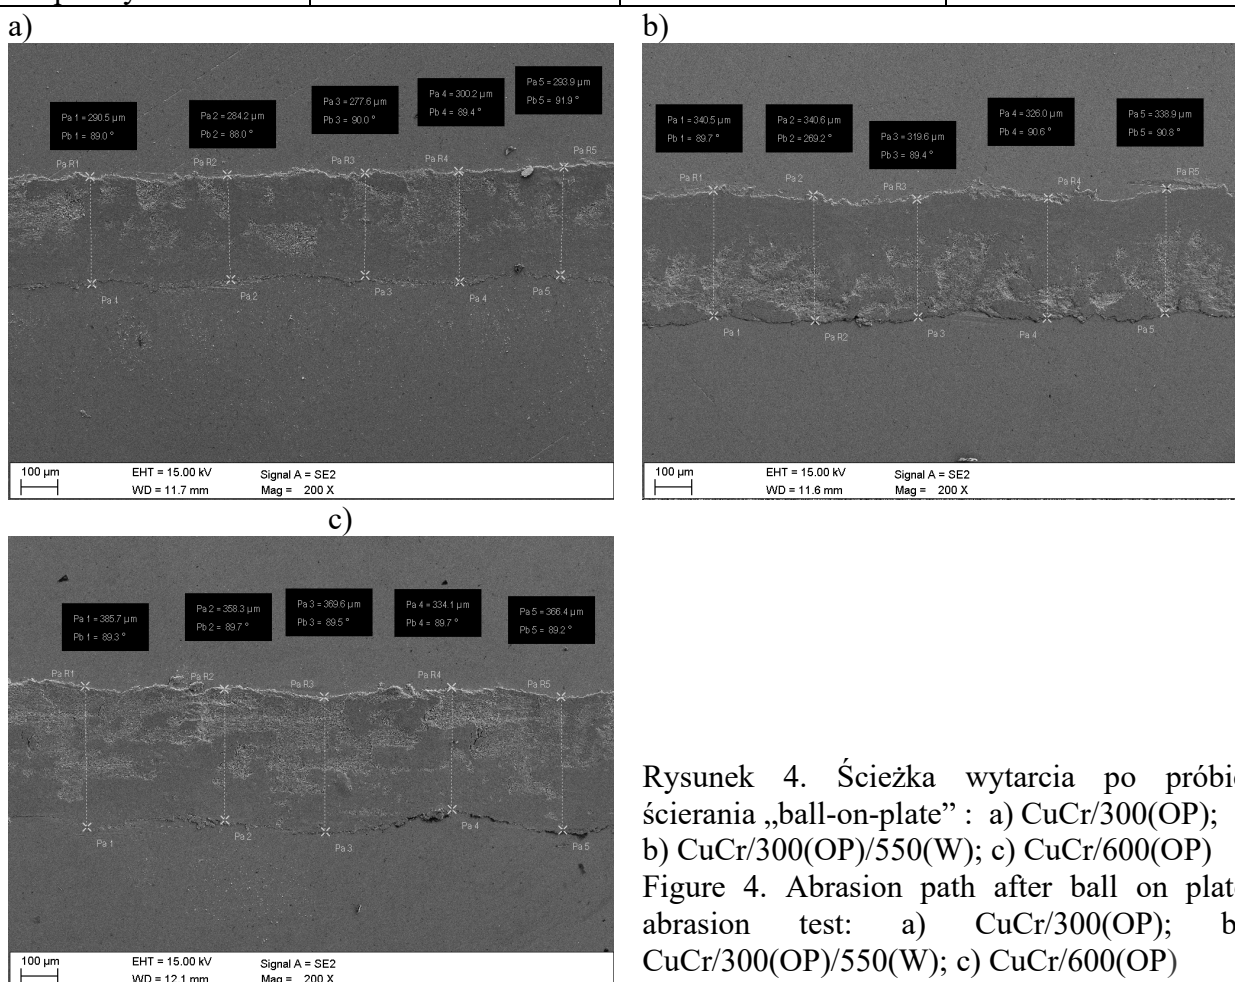 a)
b)
Pa 1 = 290.5 µm
Pb 1 = 89.0 °
Pa 2 = 284.2 µm
Pb 2 = 88.0 °
Pa 3 = 277.6 µm
Pb 3 = 90.0 °
Pa 4 = 300.2 µm
Pb 4 = 89.4 °
Pa 5 = 293.9 µm
Pb 5 = 91.9 °
Pa R1
Pa R2
Pa R3
Pa R4
Pa R5
Pa 1
Pa 2
Pa 3
Pa 4
Pa 5
100 µm
EHT = 15.00 kV
Signal A = SE2
WD = 11.7 mm
Mag = 200 X
Pa 1 = 340.5 µm
Pb 1 = 89.7 °
Pa 2 = 340.6 µm
Pb 2 = 269.2 °
Pa 3 = 319.6 µm
Pb 3 = 89.4 °
Pa 4 = 326.0 µm
Pb 4 = 90.6 °
Pa 5 = 338.9 µm
Pb 5 = 90.8 °
Pa R1
Pa 2
Pa R3
Pa R4
Pa R5
Pa 1
Pa R2
Pa 3
Pa 4
Pa 5
100 µm
EHT = 15.00 kV
Signal A = SE2
WD = 11.6 mm
Mag = 200 X
c)
Pa 1 = 385.7 µm
Pb 1 = 89.3 °
Pa 2 = 358.3 µm
Pb 2 = 89.7 °
Pa 3 = 369.6 µm
Pb 3 = 89.5 °
Pa 4 = 334.1 µm
Pb 4 = 89.7 °
Pa 5 = 366.4 µm
Pb 5 = 89.2 °
Pa R1
Pa R2
Pa R3
Pa R4
Pa R5
Pa 1
Pa 2
Pa 3
Pa 4
Pa 5
100 µm
EHT = 15.00 kV
Signal A = SE2
WD = 12.1 mm
Mag = 200 X
Rysunek 4. Ścieżka wytarcia po próbie
ścierania „ball-on-plate” : a) CuCr/300(OP);
b) CuCr/300(OP)/550(W); c) CuCr/600(OP)
Figure 4. Abrasion path after ball on plate
abrasion test: a) CuCr/300(OP); b
CuCr/300(OP)/550(W); c) CuCr/600(OP)